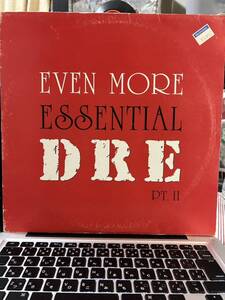 EVEN MORE
ESSENTIAL
DRE
PT. II